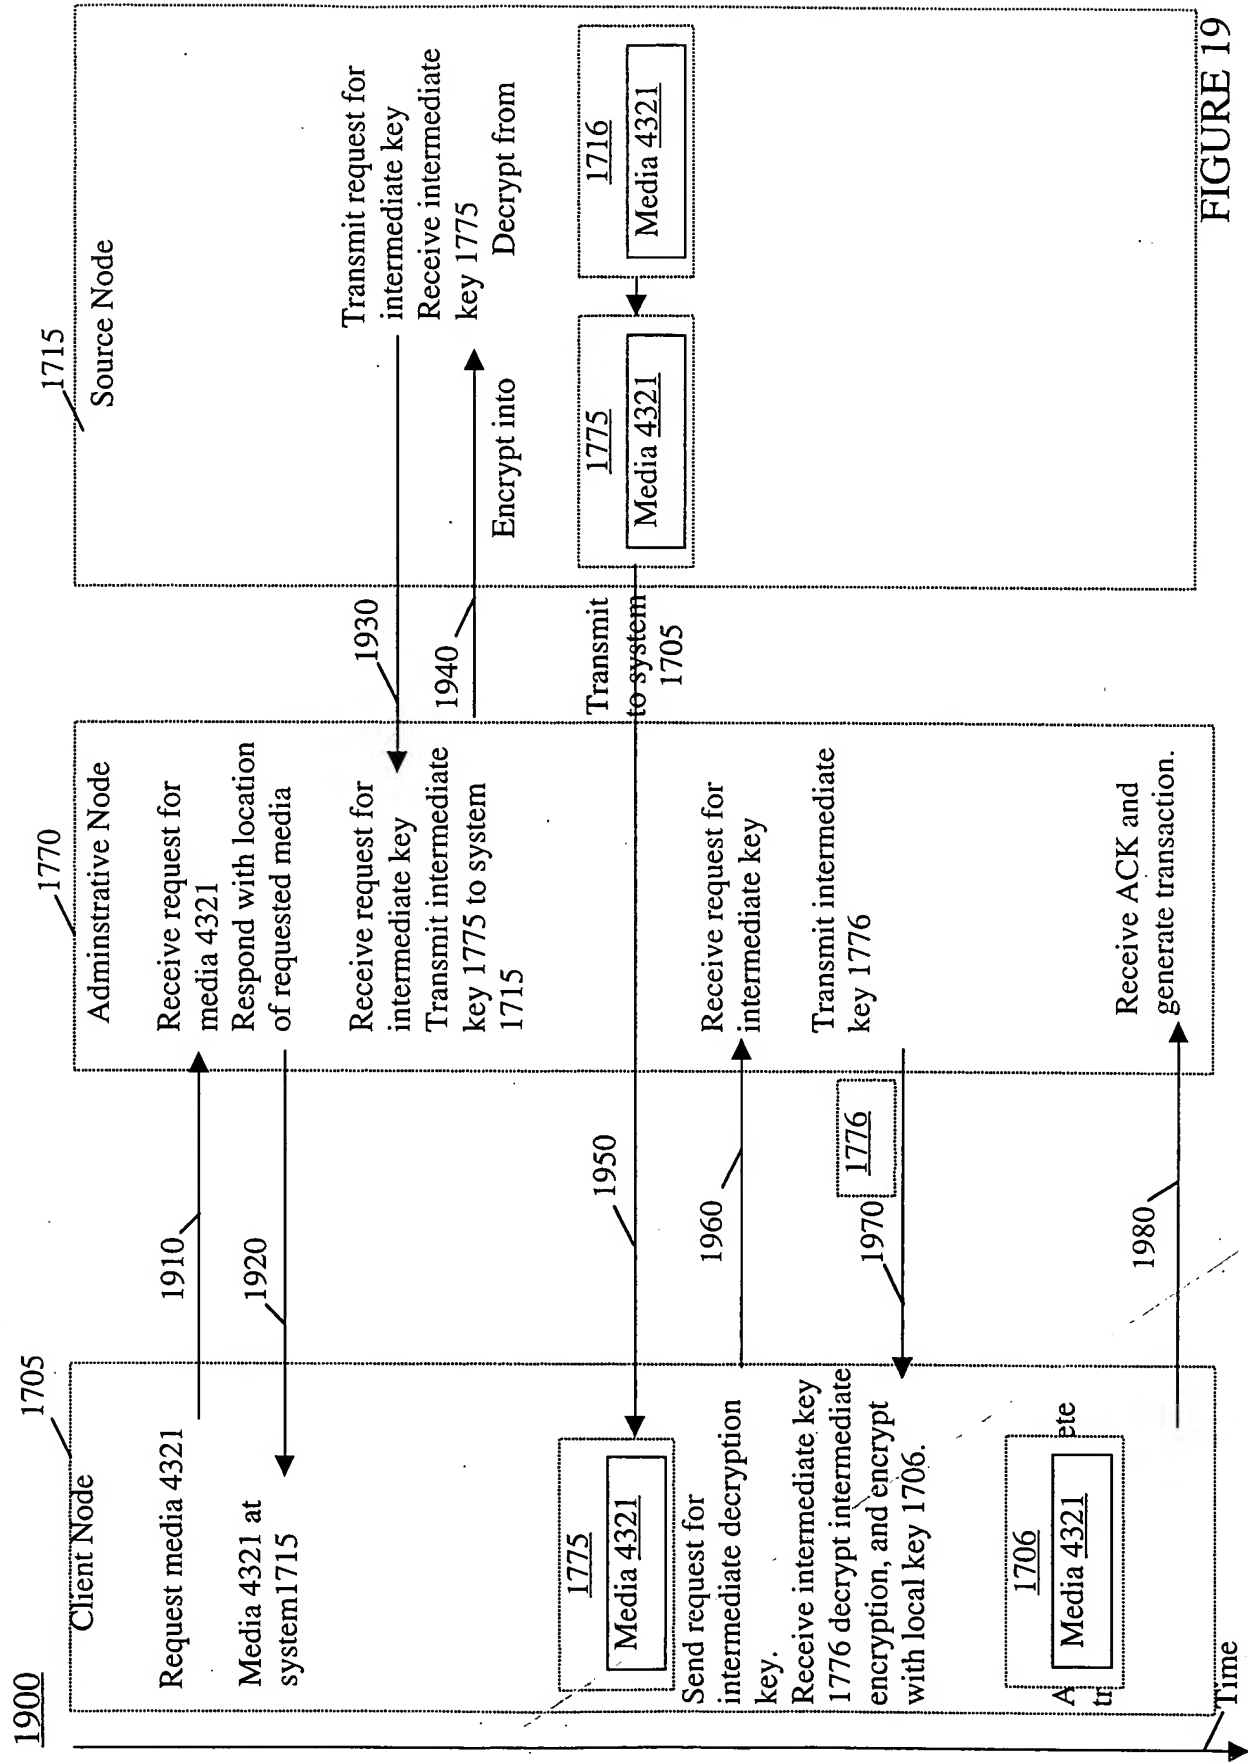 1900
1705
1770
1715
Client Node
Adminstrative Node
Source Node
Request media 4321
1910
Receive request for
media 4321
Respond with location
of requested media
1920
Media 4321 at
system1715
Transmit request for
intermediate key
1930
Receive request for
intermediate key
Transmit intermediate
key 1775 to system
1715
1940
Receive intermediate
key 1775
Encrypt into
Decrypt from
1716
Media 4321
1775
Media 4321
Transmit
to system
1705
1950
1775
Media 4321
Send request for
intermediate decryption
key.
1960
Receive request for
intermediate key
Transmit intermediate
key 1776
1776
1970
Receive intermediate key
1776 decrypt intermediate
encryption, and encrypt
with local key 1706.
1706
Media 4321
1980
Receive ACK and
generate transaction.
Time
FIGURE 19